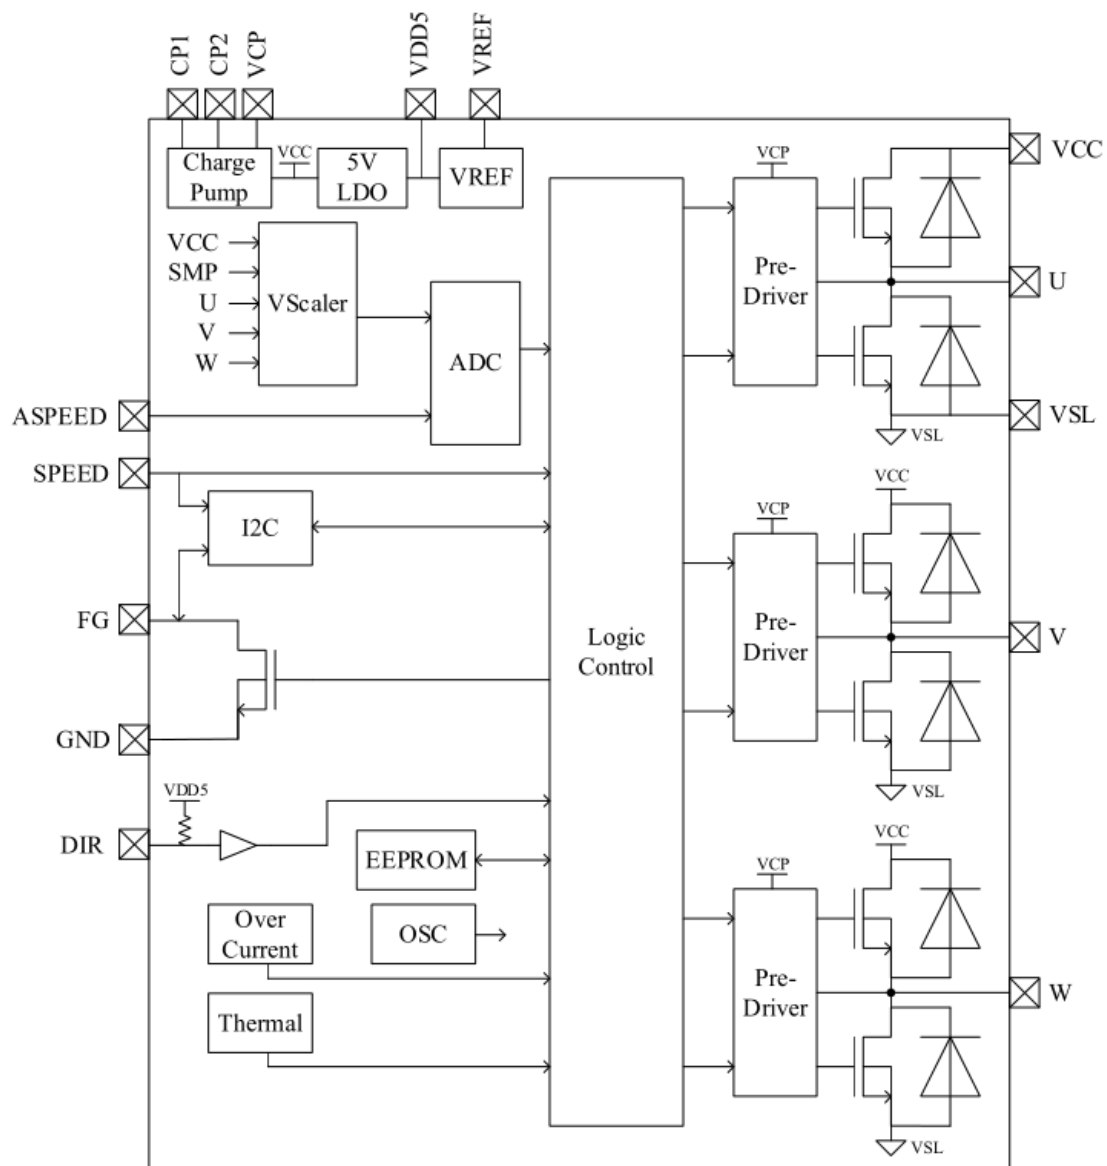 CP1
CP2
VCP
VDD5
VREF
Charge
Pump
VCC
5V
LDO
VREF
VCC
SMP
U
V
W
VScaler
ADC
ASPEED
SPEED
I2C
FG
GND
VDD5
DIR
EEPROM
OSC
Over
Current
Thermal
Logic
Control
VCP
Pre-
Driver
VCC
U
VSL
VSL
VCP
Pre-
Driver
VCC
V
VSL
VCP
Pre-
Driver
VCC
W
VSL